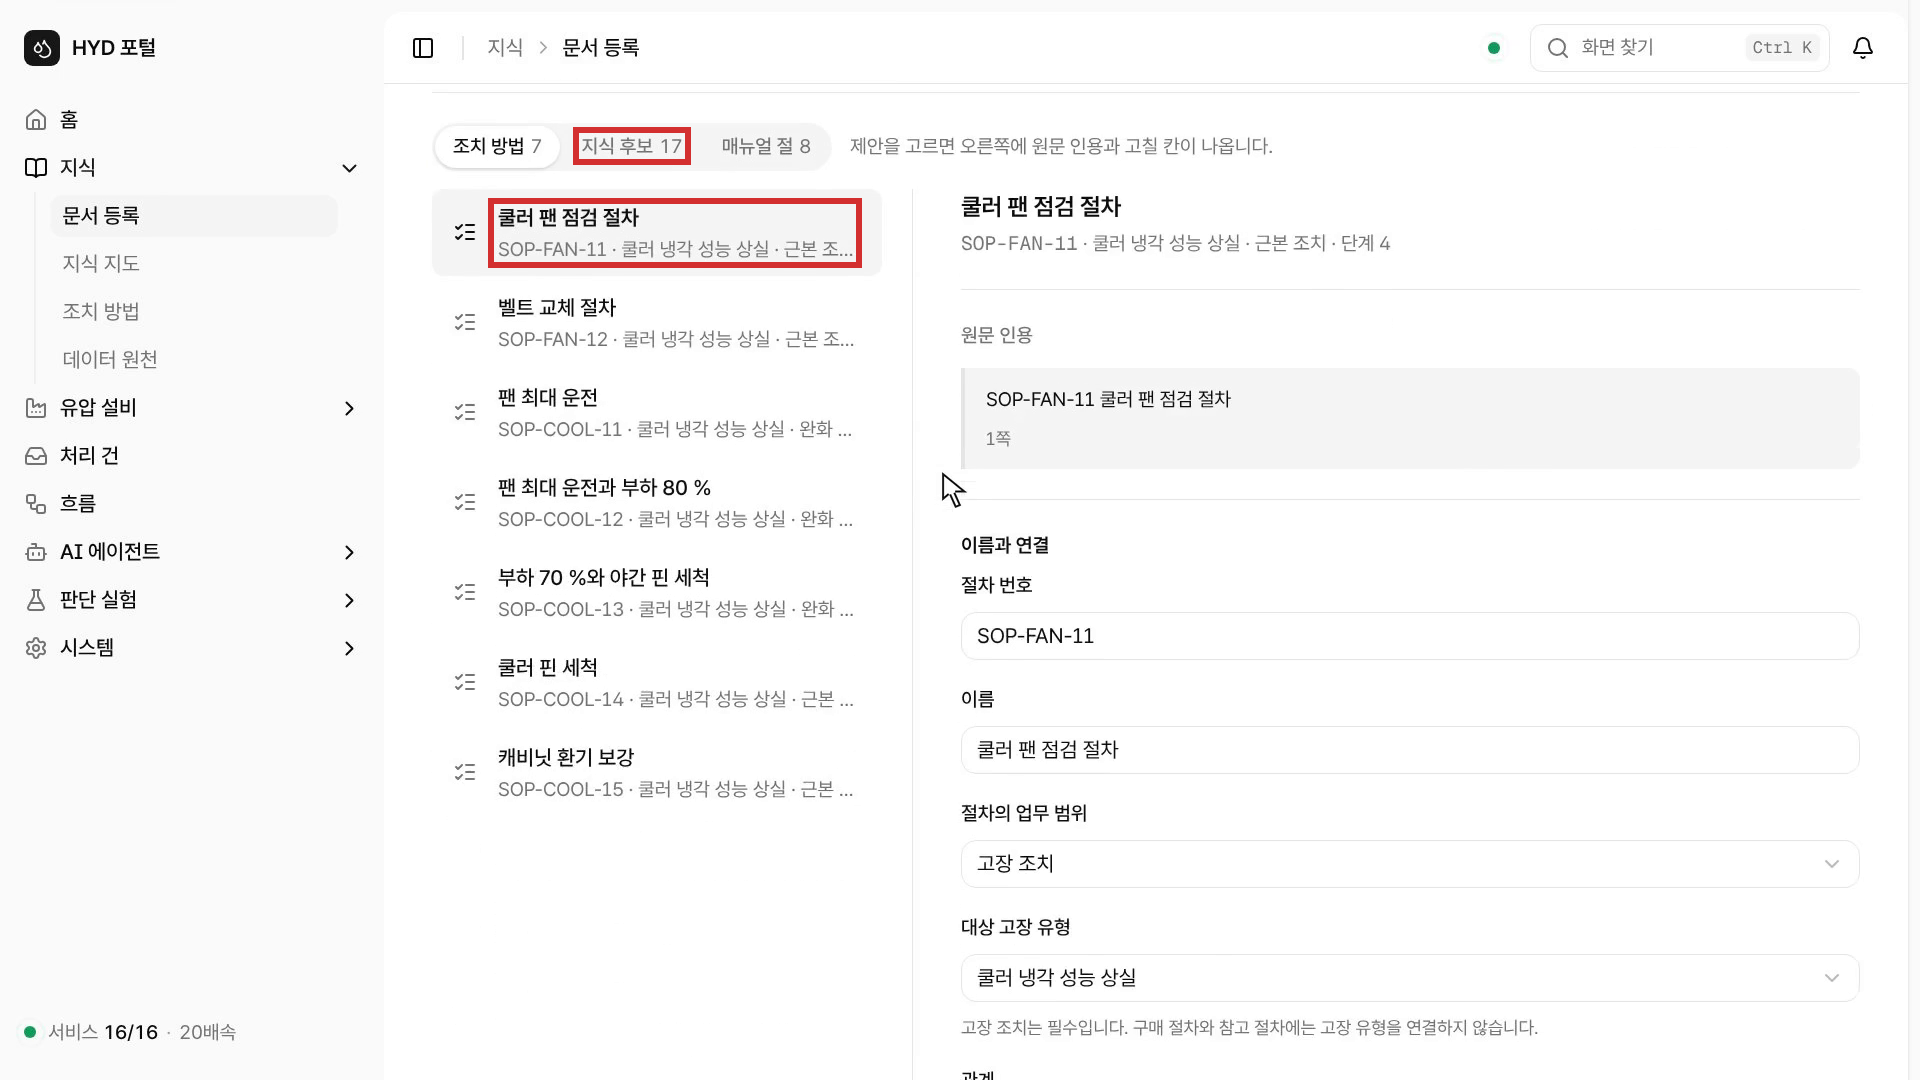 HYD 포털
홈
지식
문서 등록
지식 지도
조치 방법
데이터 원천
유압 설비
처리 건
흐름
AI 에이전트
판단 실험
시스템
서비스 16/16 · 20배속
지식 > 문서 등록
화면 찾기 Ctrl K
조치 방법 7 지식 후보 17 매뉴얼 절 8 제안을 고르면 오른쪽에 원문 인용과 고칠 칸이 나옵니다.
쿨러 팬 점검 절차
SOP-FAN-11 · 쿨러 냉각 성능 상실 · 근본 조...
벨트 교체 절차
SOP-FAN-12 · 쿨러 냉각 성능 상실 · 근본 조...
팬 최대 운전
SOP-COOL-11 · 쿨러 냉각 성능 상실 · 완화 ...
팬 최대 운전과 부하 80 %
SOP-COOL-12 · 쿨러 냉각 성능 상실 · 완화 ...
부하 70 %와 야간 핀 세척
SOP-COOL-13 · 쿨러 냉각 성능 상실 · 완화 ...
쿨러 핀 세척
SOP-COOL-14 · 쿨러 냉각 성능 상실 · 근본 ...
캐비닛 환기 보강
SOP-COOL-15 · 쿨러 냉각 성능 상실 · 근본 ...
쿨러 팬 점검 절차
SOP-FAN-11 · 쿨러 냉각 성능 상실 · 근본 조치 · 단계 4
원문 인용
SOP-FAN-11 쿨러 팬 점검 절차
1쪽
이름과 연결
절차 번호
SOP-FAN-11
이름
쿨러 팬 점검 절차
절차의 업무 범위
고장 조치
대상 고장 유형
쿨러 냉각 성능 상실
고장 조치는 필수입니다. 구매 절차와 참고 절차에는 고장 유형을 연결하지 않습니다.
관계